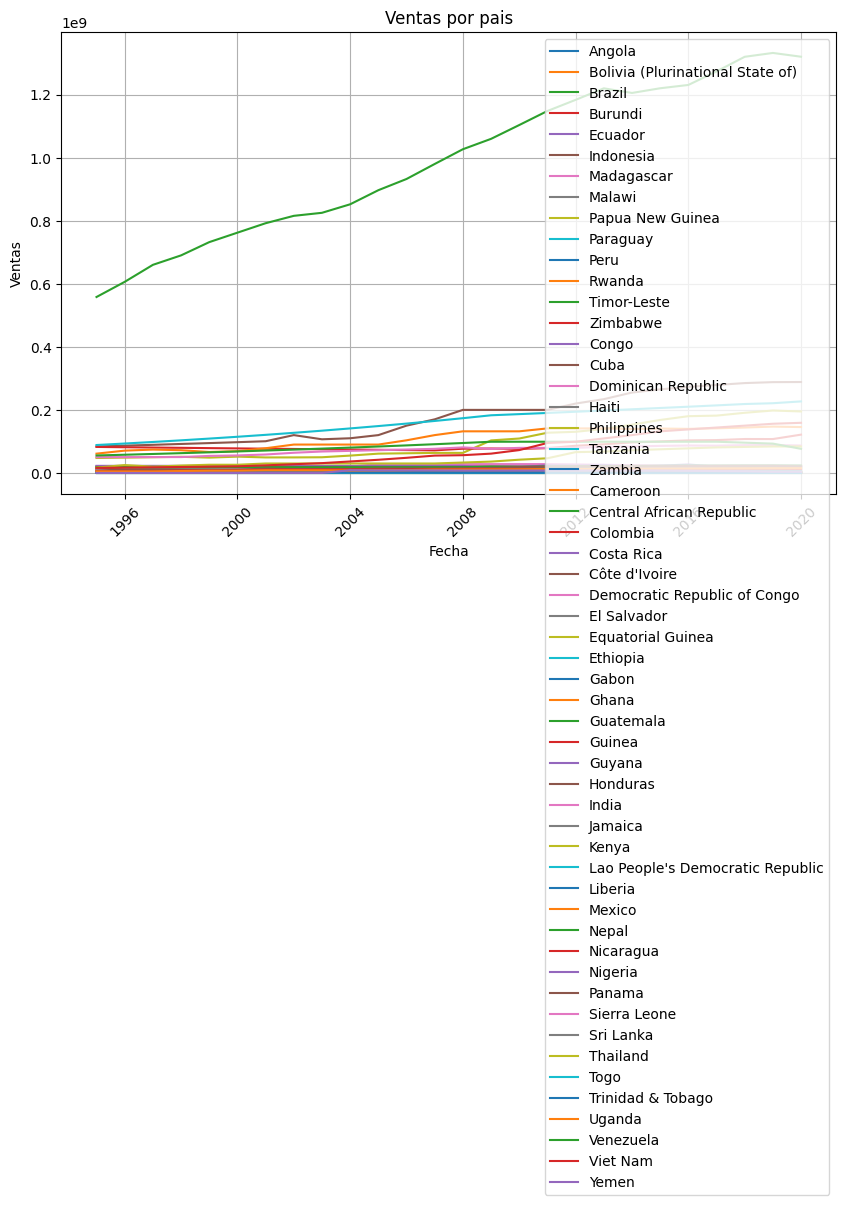 Ventas por pais
1e9
Ventas
1.2
1.0
0.8
0.6
0.4
0.2
0.0
1996
2000
2004
2008
2012
2016
2020
Fecha
Angola
Bolivia (Plurinational State of)
Brazil
Burundi
Ecuador
Indonesia
Madagascar
Malawi
Papua New Guinea
Paraguay
Peru
Rwanda
Timor-Leste
Zimbabwe
Congo
Cuba
Dominican Republic
Haiti
Philippines
Tanzania
Zambia
Cameroon
Central African Republic
Colombia
Costa Rica
Côte d'Ivoire
Democratic Republic of Congo
El Salvador
Equatorial Guinea
Ethiopia
Gabon
Ghana
Guatemala
Guinea
Guyana
Honduras
India
Jamaica
Kenya
Lao People's Democratic Republic
Liberia
Mexico
Nepal
Nicaragua
Nigeria
Panama
Sierra Leone
Sri Lanka
Thailand
Togo
Trinidad & Tobago
Uganda
Venezuela
Viet Nam
Yemen